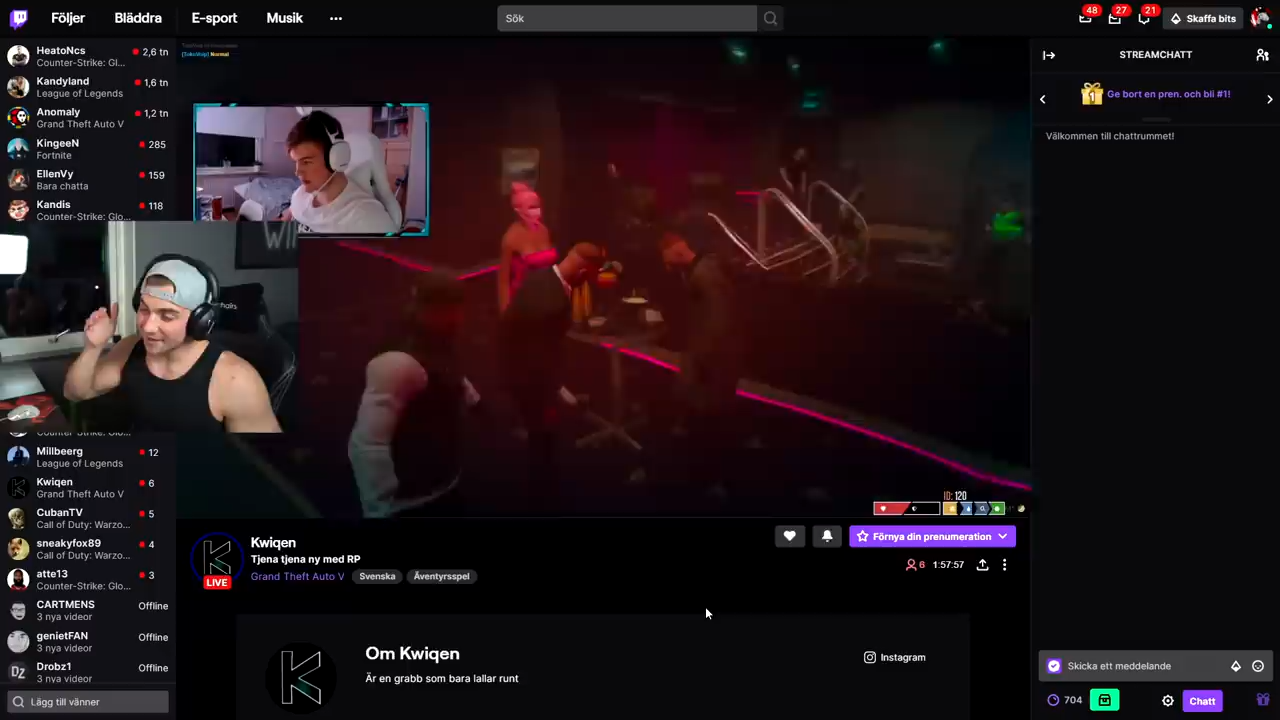 Följer
Bläddra
E-sport
Musik
Sök
48
27
21
Skaffa bits
HeatoNcs
2,6 tn
Counter-Strike: Gl...
Kandyland
1,6 tn
League of Legends
Anomaly
1,2 tn
Grand Theft Auto V
KingeeN
285
Fortnite
EllenVy
159
Bara chatta
Kandis
118
Counter-Strike: Glo...
Millbeerg
12
League of Legends
Kwiqen
6
Grand Theft Auto V
CubanTV
5
Call of Duty: Warzo...
sneakyfox89
4
Call of Duty: Warzo...
atte13
3
Counter-Strike: Glo...
CARTMENS
Offline
3 nya videor
genietFAN
Offline
3 nya videor
Drobz1
Offline
3 nya videor
Dz
Lägg till vänner
[TokoVoip] Normal
ID: 120
LIVE
Kwiqen
Tjena tjena ny med RP
Grand Theft Auto V
Svenska
Äventyrsspel
Förnya din prenumeration
6
1:57:57
Om Kwiqen
Är en grabb som bara lallar runt
Instagram
STREAMCHATT
1
Ge bort en pren. och bli #1!
Välkommen till chattrummet!
Skicka ett meddelande
704
Chatt